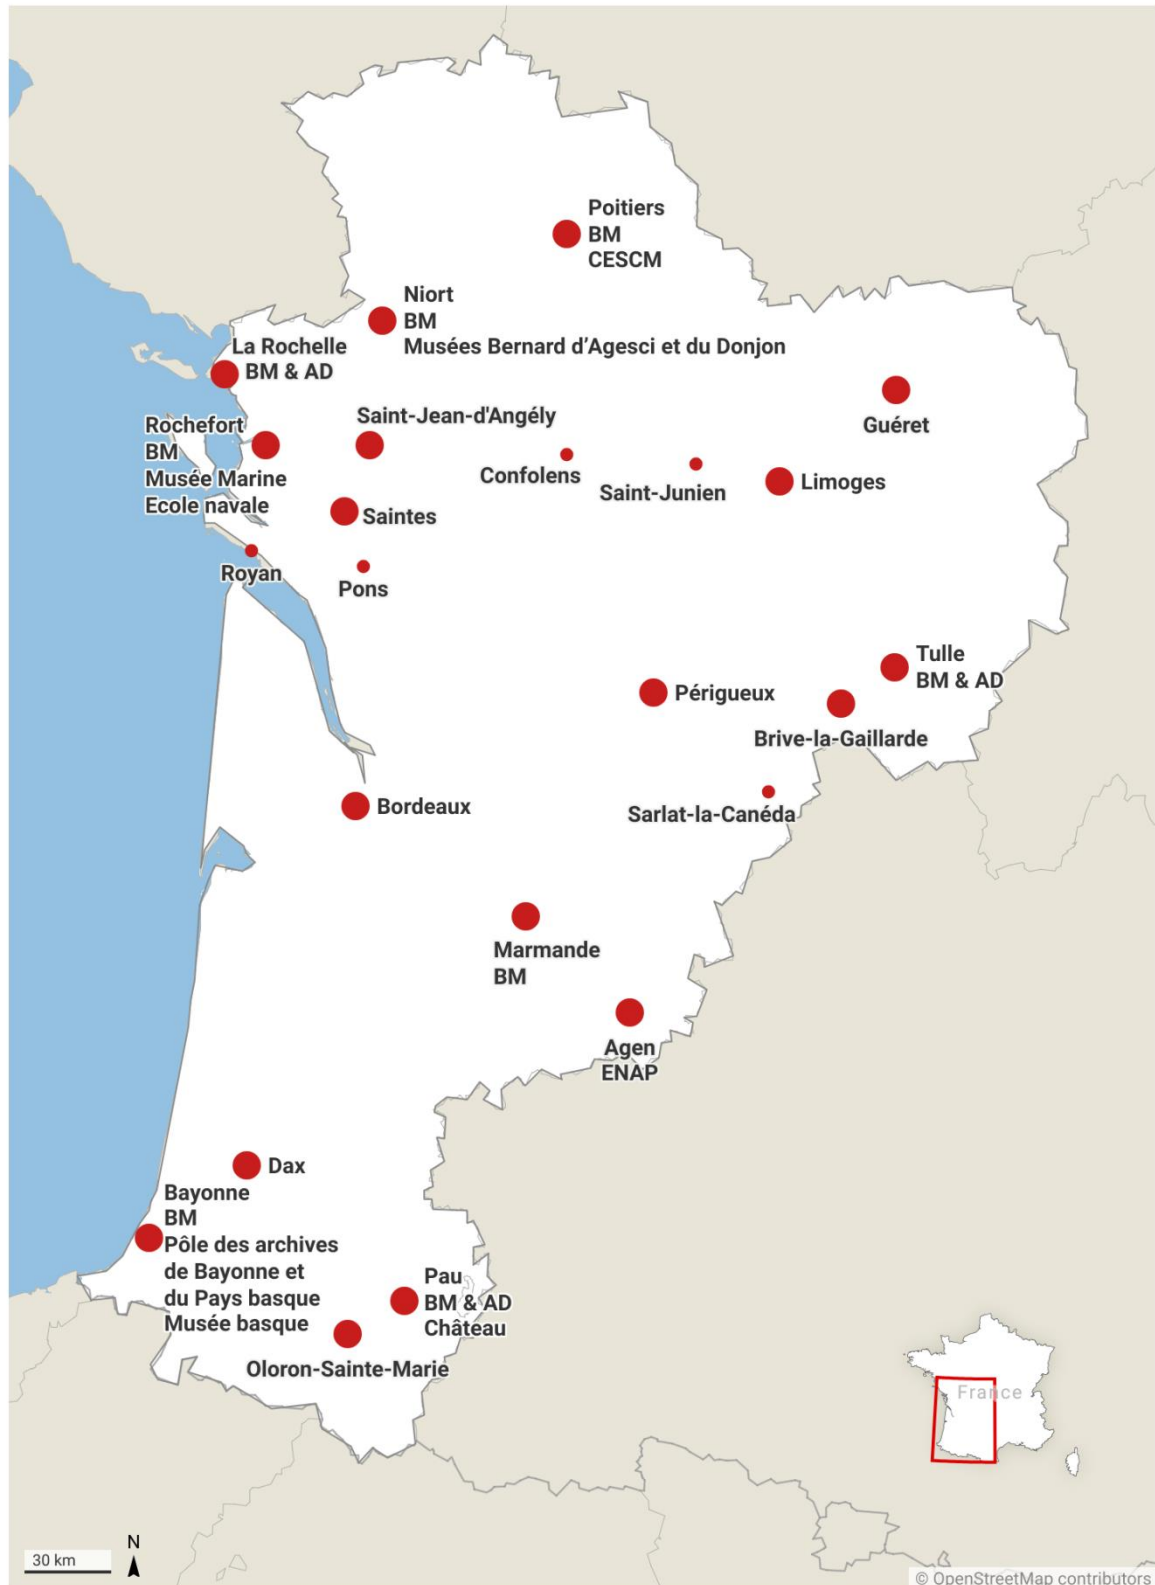 Poitiers
BM
CESCM
Niort
BM
Musées Bernard d’Agesci et du Donjon
La Rochelle
BM & AD
Guéret
Rochefort
BM
Musée Marine
Ecole navale
Saint-Jean-d'Angély
Confolens
Saint-Junien
Limoges
Saintes
Royan
Pons
Tulle
BM & AD
Périgueux
Brive-la-Gaillarde
Bordeaux
Sarlat-la-Canéda
Marmande
BM
Agen
ENAP
Dax
Bayonne
BM
Pôle des archives
de Bayonne et
du Pays basque
Musée basque
Pau
BM & AD
Château
Oloron-Sainte-Marie
France
30 km
N
© OpenStreetMap contributors